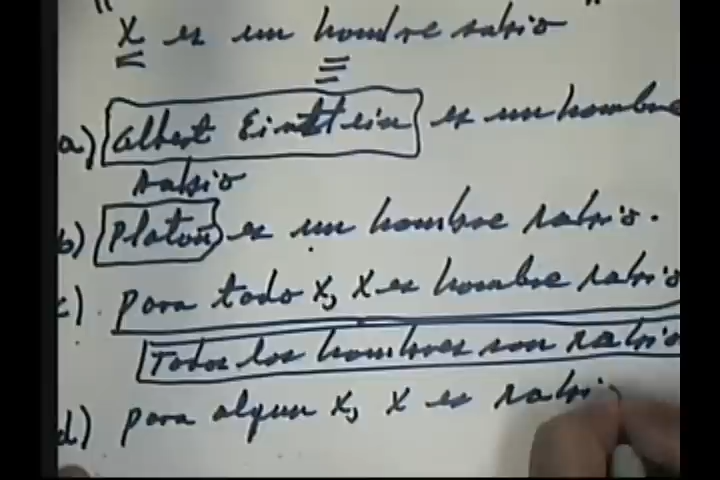 "X es un hombre sabio"
a) Albert Einstein es un hombre
sabio
b) Platon es un hombre sabio.
c) para todo x, x es hombre sabio
Todos los hombres son sabio
d) para algun x, x es sabi